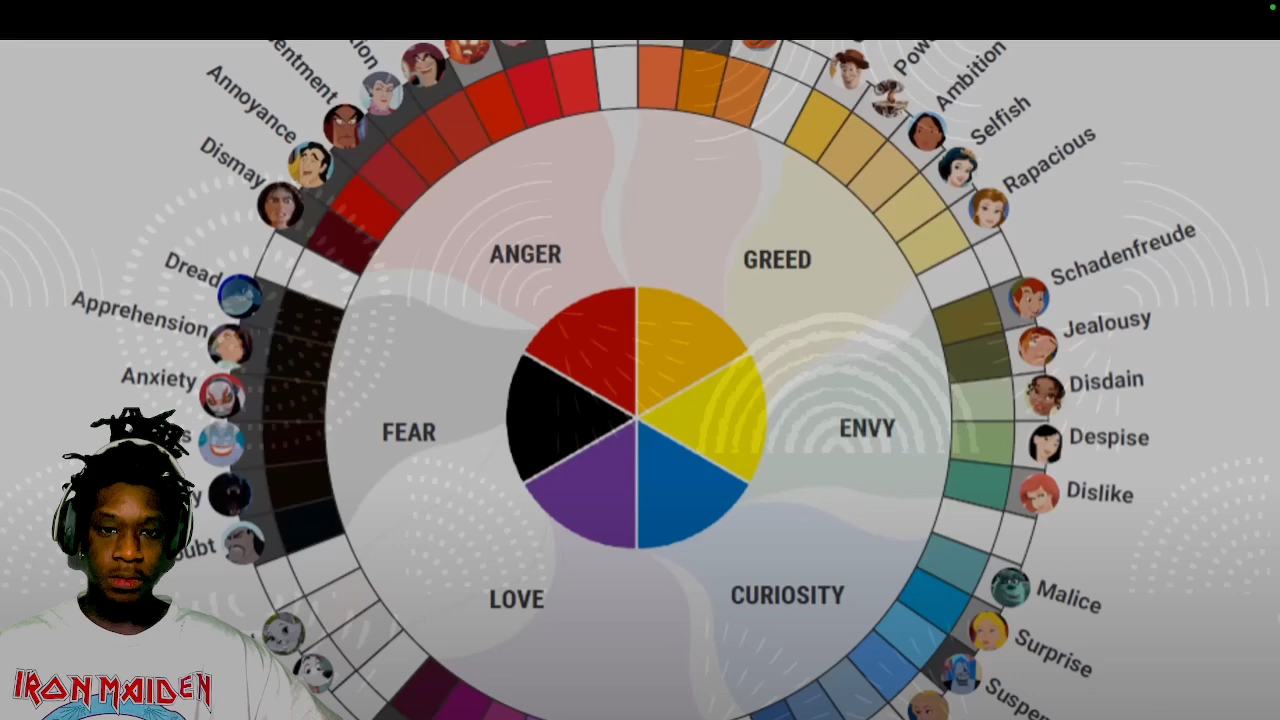 Ambition
Selfish
Annoyance
Rapacious
Dismay
Schadenfreude
ANGER
GREED
Dread
Apprehension
Jealousy
Anxiety
Disdain
FEAR
ENVY
Despise
Dislike
LOVE
CURIOSITY
Malice
Surprise
IRON MAIDEN